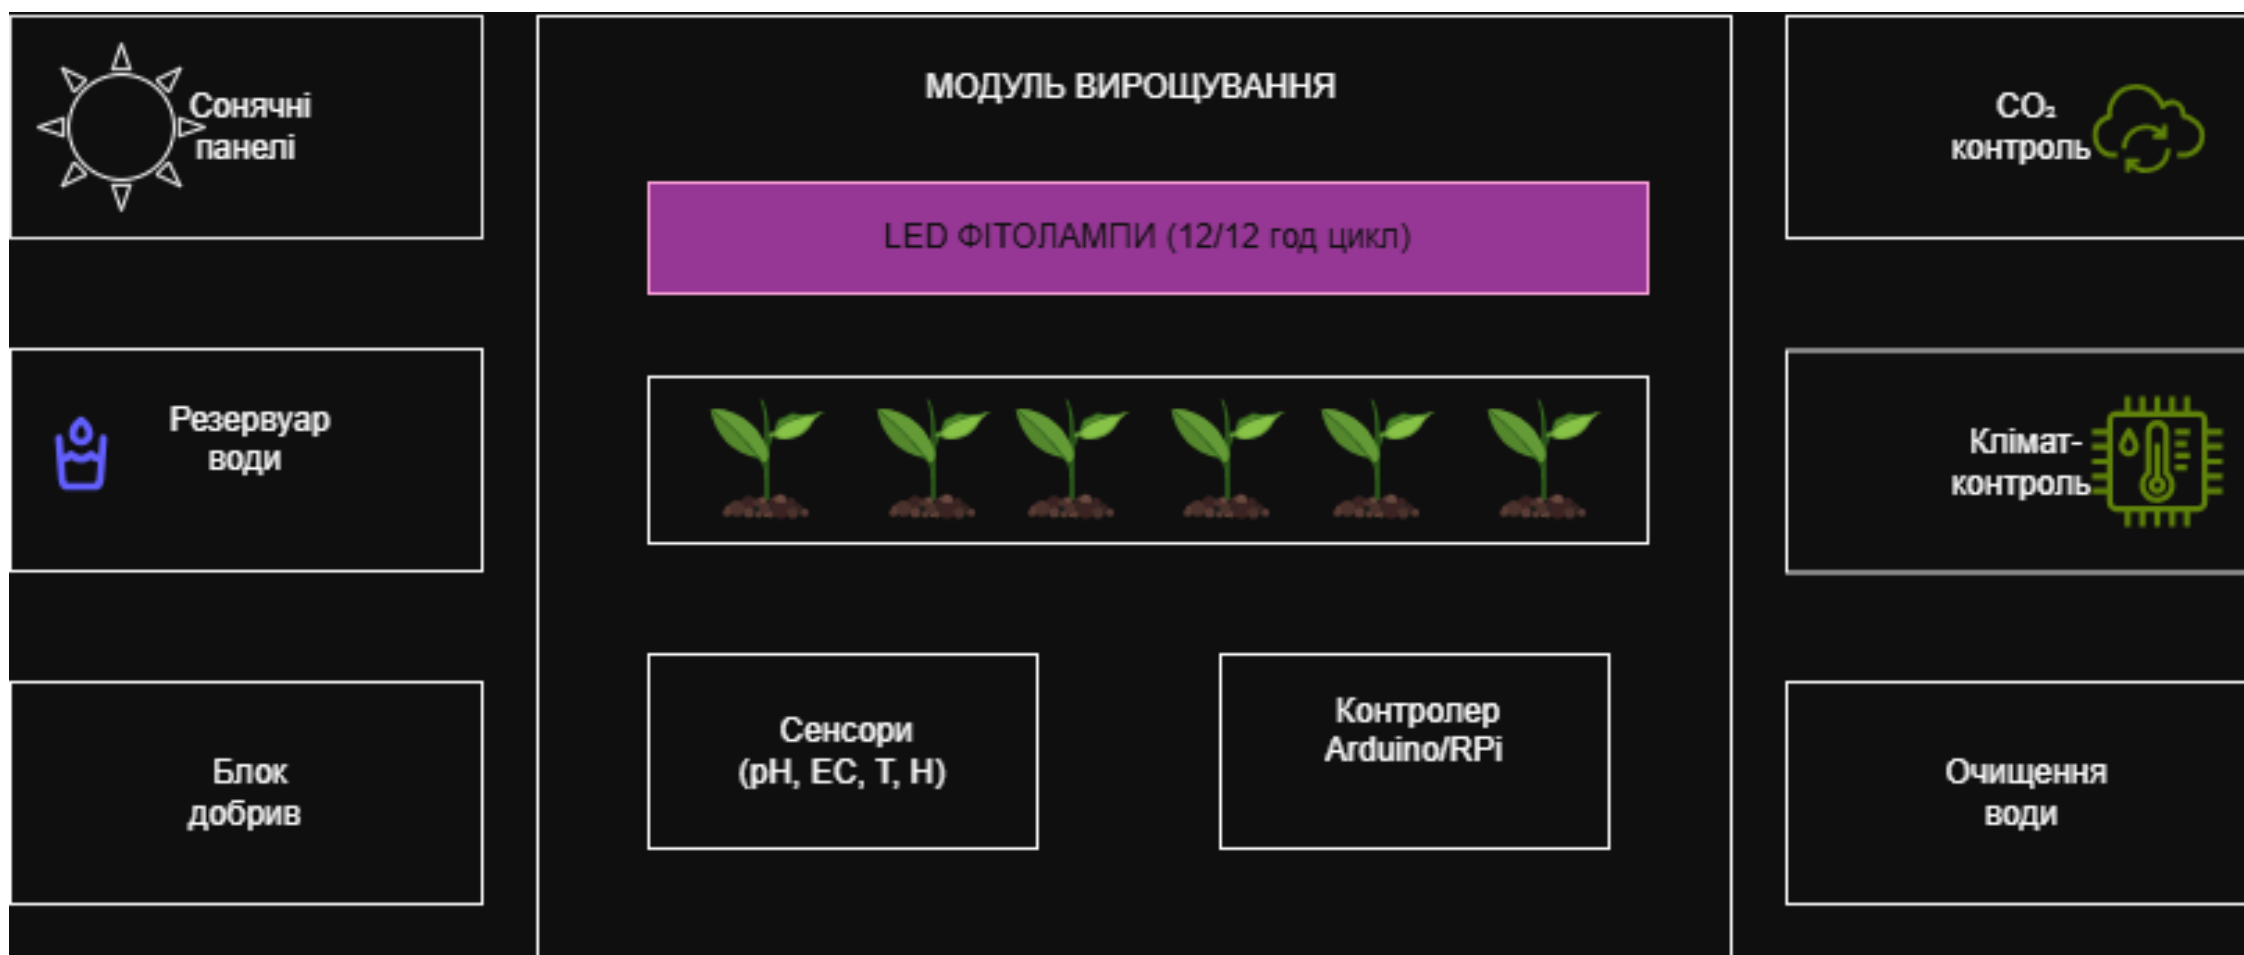 Сонячні
панелі
МОДУЛЬ ВИРОЩУВАННЯ
CO₂
контроль
LED ФІТОЛАМПИ (12/12 год цикл)
Резервуар
води
Клімат-
контроль
Блок
добрив
Сенсори
(pH, EC, T, H)
Контролер
Arduino/RPi
Очищення
води